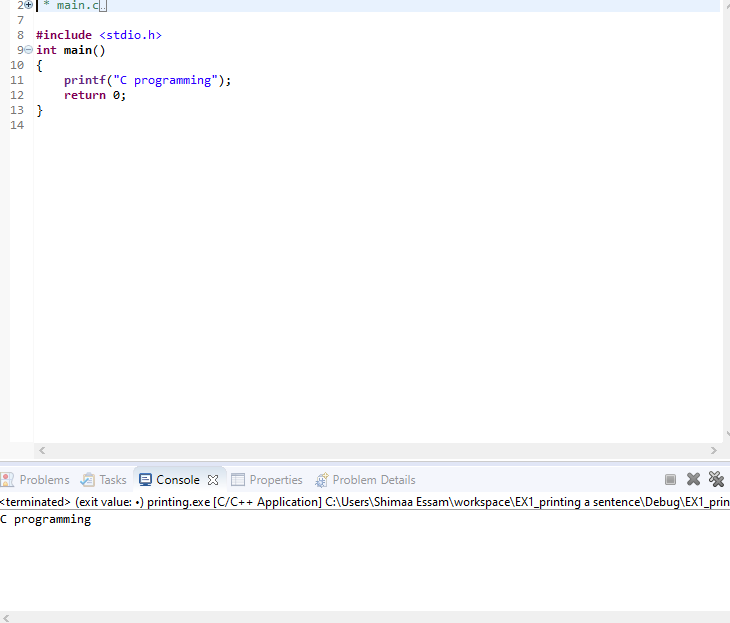 2 * main.c
7
8 #include <stdio.h>
9 int main()
10 {
11     printf("C programming");
12     return 0;
13 }
14
Problems Tasks Console Properties Problem Details
<terminated> (exit value: •) printing.exe [C/C++ Application] C:\Users\Shimaa Essam\workspace\EX1_printing a sentence\Debug\EX1_prin
C programming